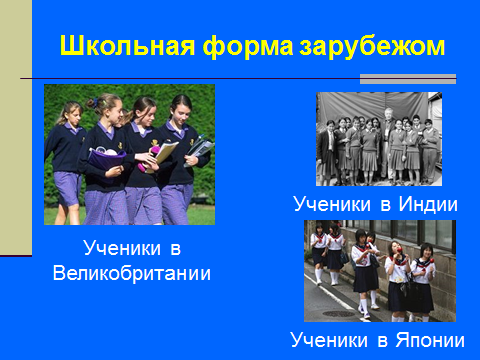 Школьная форма зарубежом
Ученики в
Великобритании
Ученики в Индии
Ученики в Японии